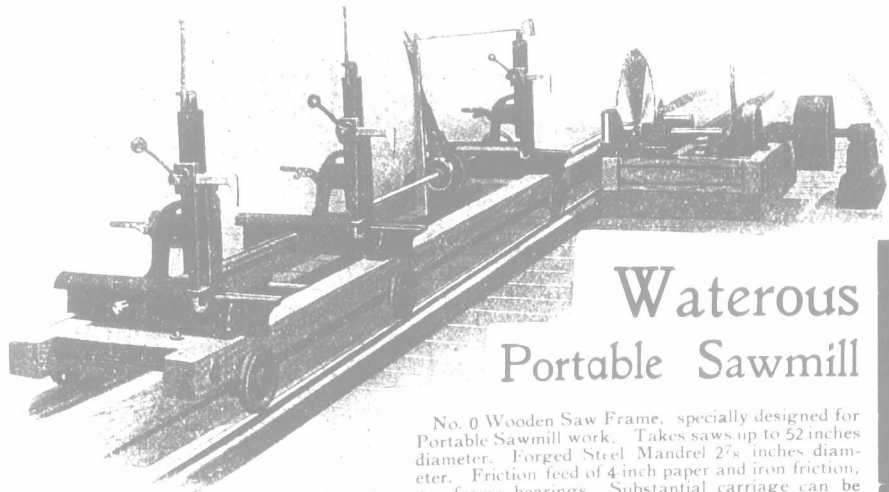 Waterous
Portable Sawmill
No. 0 Wooden Saw Frame, specially designed for
Portable Sawmill work. Takes saws up to 52 inches
diameter. Forged Steel Mandrel 2⅞ inches diam-
eter. Friction feed of 4-inch paper and iron friction,
bearings. Substantial carriage can be